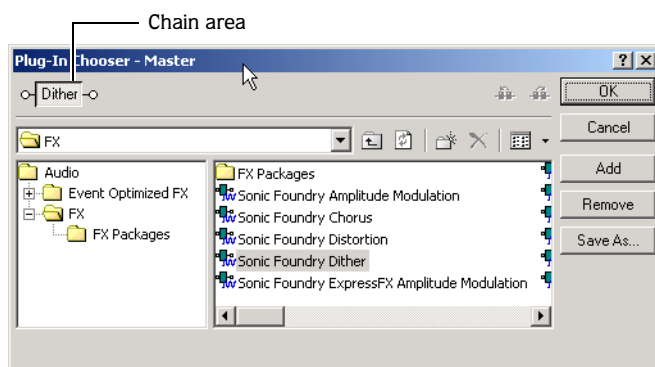 Chain area
Plug-In Chooser - Master
Dither
OK
FX
Cancel
Audio
Event Optimized FX
FX
FX Packages
FX Packages
Sonic Foundry Amplitude Modulation
Sonic Foundry Chorus
Sonic Foundry Distortion
Sonic Foundry Dither
Sonic Foundry ExpressFX Amplitude Modulation
Add
Remove
Save As...